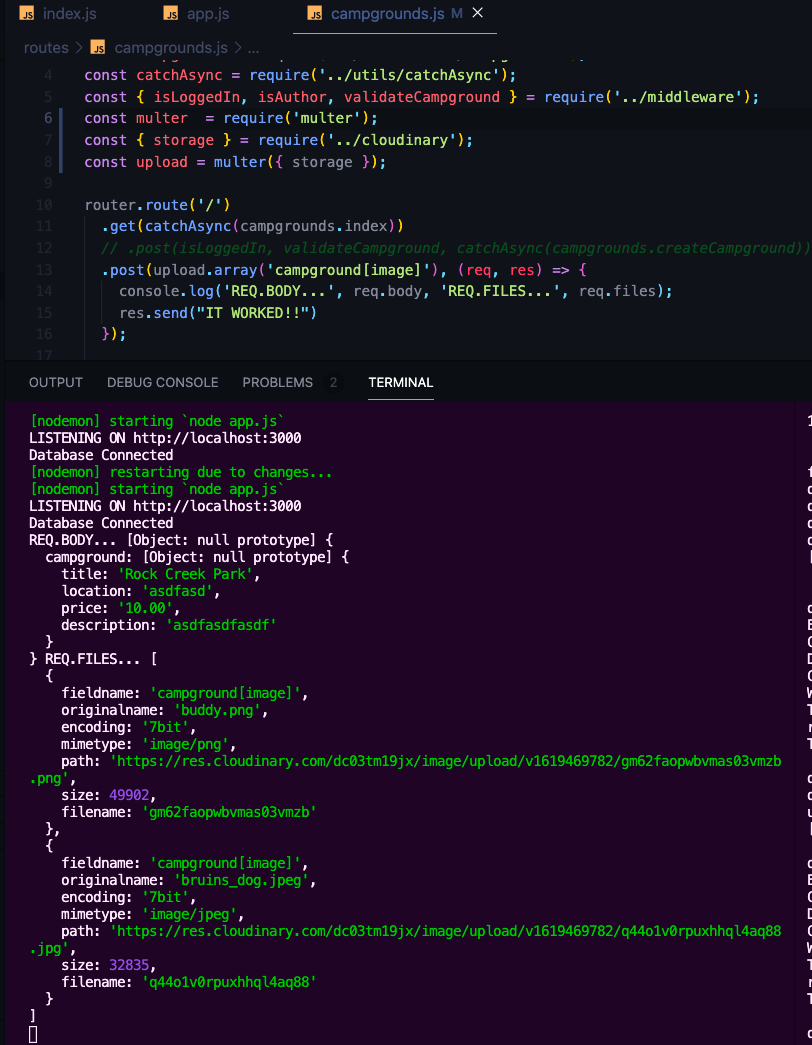 JS index.js JS app.js JS campgrounds.js M ×
routes > JS campgrounds.js > ...
4 const catchAsync = require('../utils/catchAsync');
5 const { isLoggedIn, isAuthor, validateCampground } = require('../middleware');
6 const multer  = require('multer');
7 const { storage } = require('../cloudinary');
8 const upload = multer({ storage });
9
10 router.route('/')
11   .get(catchAsync(campgrounds.index))
12   // .post(isLoggedIn, validateCampground, catchAsync(campgrounds.createCampground))
13   .post(upload.array('campground[image]'), (req, res) => {
14     console.log('REQ.BODY...', req.body, 'REQ.FILES...', req.files);
15     res.send("IT WORKED!!")
16   });
17
OUTPUT DEBUG CONSOLE PROBLEMS 2 TERMINAL
[nodemon] starting `node app.js`
LISTENING ON http://localhost:3000
Database Connected
[nodemon] restarting due to changes...
[nodemon] starting `node app.js`
LISTENING ON http://localhost:3000
Database Connected
REQ.BODY... [Object: null prototype] {
  campground: [Object: null prototype] {
    title: 'Rock Creek Park',
    location: 'asdfasd',
    price: '10.00',
    description: 'asdfasdfasdf'
  }
} REQ.FILES... [
  {
    fieldname: 'campground[image]',
    originalname: 'buddy.png',
    encoding: '7bit',
    mimetype: 'image/png',
    path: 'https://res.cloudinary.com/dc03tm19jx/image/upload/v1619469782/gm62faopwbvmas03vmzb
.png',
    size: 49902,
    filename: 'gm62faopwbvmas03vmzb'
  },
  {
    fieldname: 'campground[image]',
    originalname: 'bruins_dog.jpeg',
    encoding: '7bit',
    mimetype: 'image/jpeg',
    path: 'https://res.cloudinary.com/dc03tm19jx/image/upload/v1619469782/q44o1v0rpuxhhql4aq88
.jpg',
    size: 32835,
    filename: 'q44o1v0rpuxhhql4aq88'
  }
]